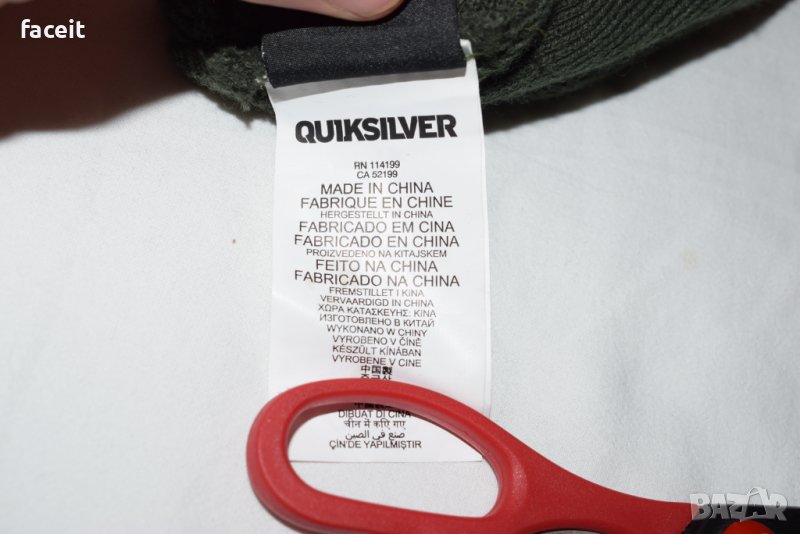 faceit
QUIKSILVER
RN 114199
CA 52199
MADE IN CHINA
FABRIQUE EN CHINE
HERGESTELLT IN CHINA
FABRICADO EM CINA
FABRICADO EN CHINA
PROIZVEDENO NA KITAJSKEM
FEITO NA CHINA
FABRICADO NA CHINA
FREMSTILLET I KINA
VERVAARDIGD IN CHINA
ΧΩΡΑ ΚΑΤΑΣΚΕΥΗΣ: ΚΙΝΑ
ИЗГОТОВЛЕНО В КИТАЙ
WYKONANO W CHINY
VYROBENO V ČÍNĚ
KÉSZÜLT KÍNÁBAN
VYROBENE V CINE
中国製
DIBUAT DI CINA
चीन में कएि गए
صنع في الصين
ÇİN'DE YAPILMIŞTIR
BAZAR